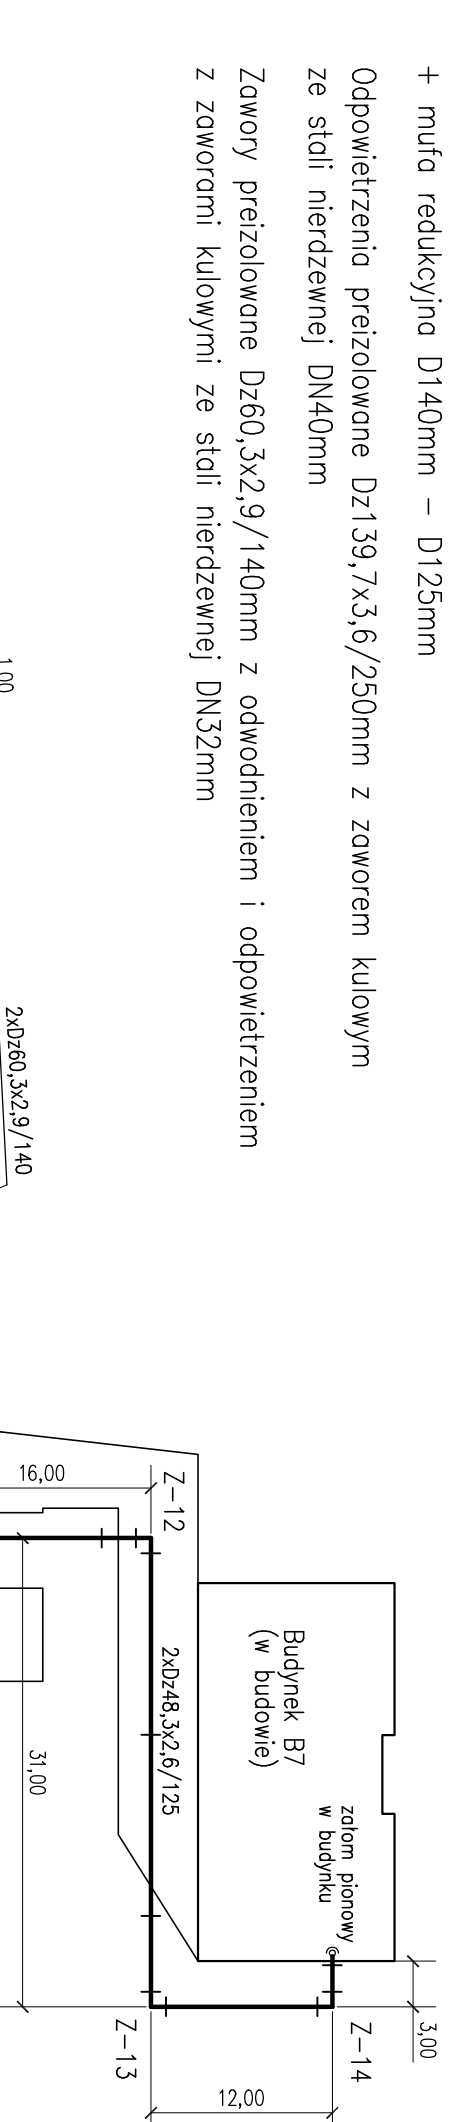 + mufa redukcyjna D140mm – D125mm
Odpowietrzenia preizolowane Dz139,7x3,6/250mm z zaworem kulowym
ze stali nierdzewnej DN40mm
Zawory preizolowane Dz60,3x2,9/140mm z odwodnieniem i odpowietrzeniem
z zaworami kulowymi ze stali nierdzewnej DN32mm
1,00
2xDz60,3x2,9/140
16,00
Z-12
2xDz48,3x2,6/125
Budynek B7
(w budowie)
załom pionowy
w budynku
31,00
Z-13
Z-14
3,00
12,00